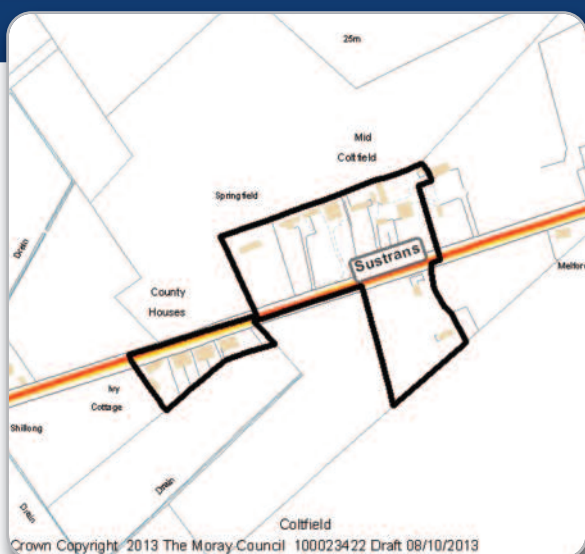 25m
Mid
Coltfield
Springfield
Drain
Sustrans
County
Houses
Melford
Ivy
Cottage
Shillong
Drain
Drain
Coltfield
Crown Copyright 2013 The Moray Council 100023422 Draft 08/10/2013